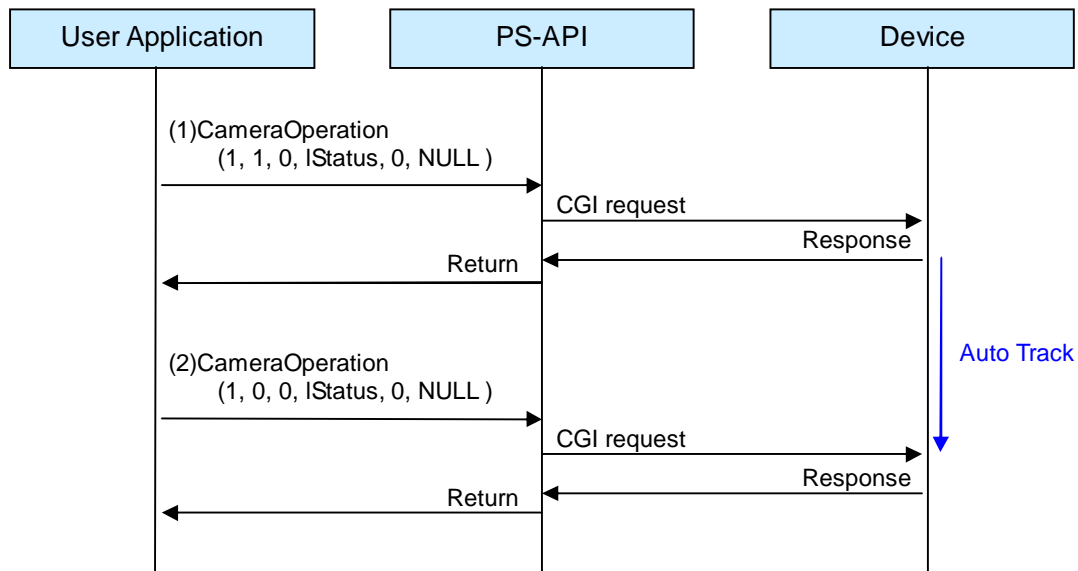 User Application
PS-API
Device
(1)CameraOperation
(1, 1, 0, lStatus, 0, NULL )
CGI request
Response
Return
Auto Track
(2)CameraOperation
(1, 0, 0, lStatus, 0, NULL )
CGI request
Response
Return